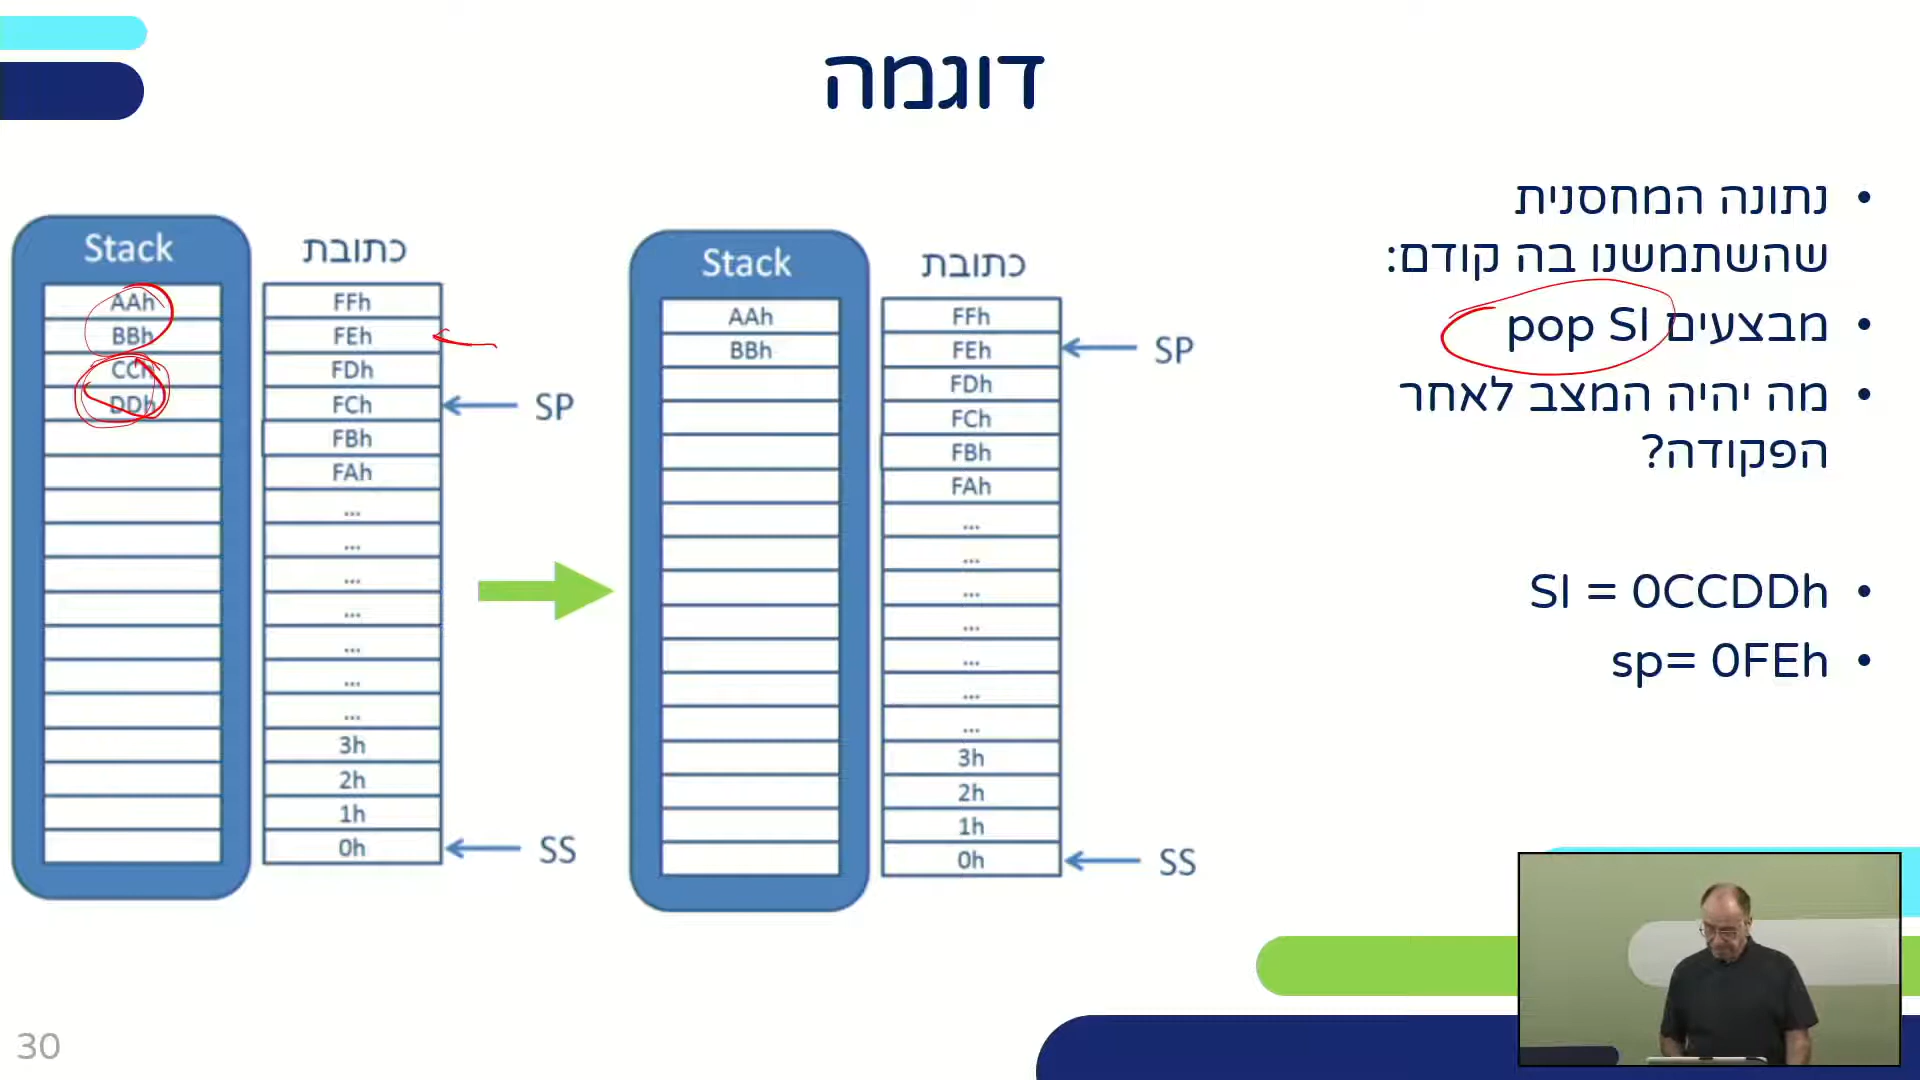 דוגמה
נתונה המחסנית
שהשתמשנו בה קודם:
מבצעים pop SI
מה יהיה המצב לאחר
הפקודה?
SI = 0CCDDh
sp= 0FEh
Stack
AAh
BBh
CCh
DDh
כתובת
FFh
FEh
FDh
FCh
FBh
FAh
...
...
...
...
...
...
...
3h
2h
1h
0h
SP
SS
Stack
AAh
BBh
כתובת
FFh
FEh
FDh
FCh
FBh
FAh
...
...
...
...
...
...
...
3h
2h
1h
0h
SP
SS
30